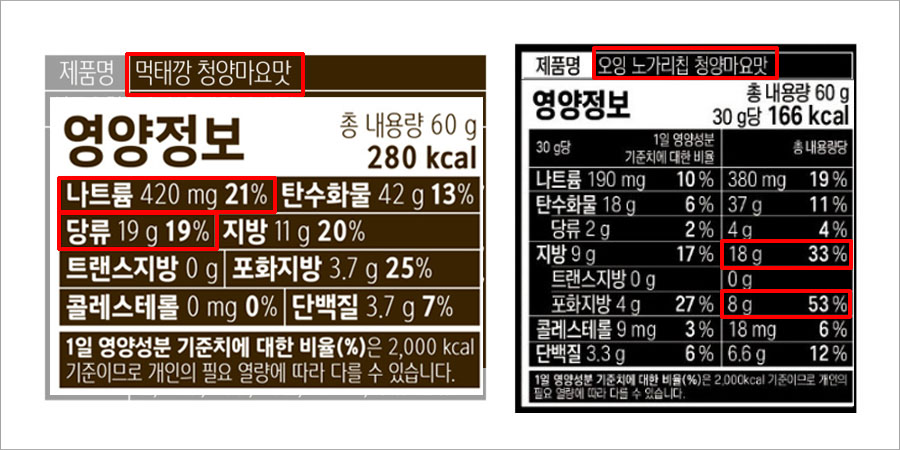 제품명 먹태깡 청양마요맛
영양정보
총 내용량 60 g
280 kcal
나트륨 420 mg 21% 탄수화물 42 g 13%
당류 19 g 19% 지방 11 g 20%
트랜스지방 0 g 포화지방 3.7 g 25%
콜레스테롤 0 mg 0% 단백질 3.7 g 7%
1일 영양성분 기준치에 대한 비율(%)은 2,000 kcal
기준이므로 개인의 필요 열량에 따라 다를 수 있습니다.
제품명 오잉 노가리칩 청양마요맛
영양정보
총 내용량 60 g
30 g당 166 kcal
30 g당 1일 영양성분 기준치에 대한 비율 총 내용량당
나트륨 190 mg 10 % 380 mg 19 %
탄수화물 18 g 6 % 37 g 11 %
당류 2 g 2 % 4 g 4 %
지방 9 g 17 % 18 g 33 %
트랜스지방 0 g 0 g
포화지방 4 g 27 % 8 g 53 %
콜레스테롤 9 mg 3 % 18 mg 6 %
단백질 3.3 g 6 % 6.6 g 12 %
1일 영양성분 기준치에 대한 비율(%)은 2,000kcal 기준이므로 개인의
필요 열량에 따라 다를 수 있습니다.